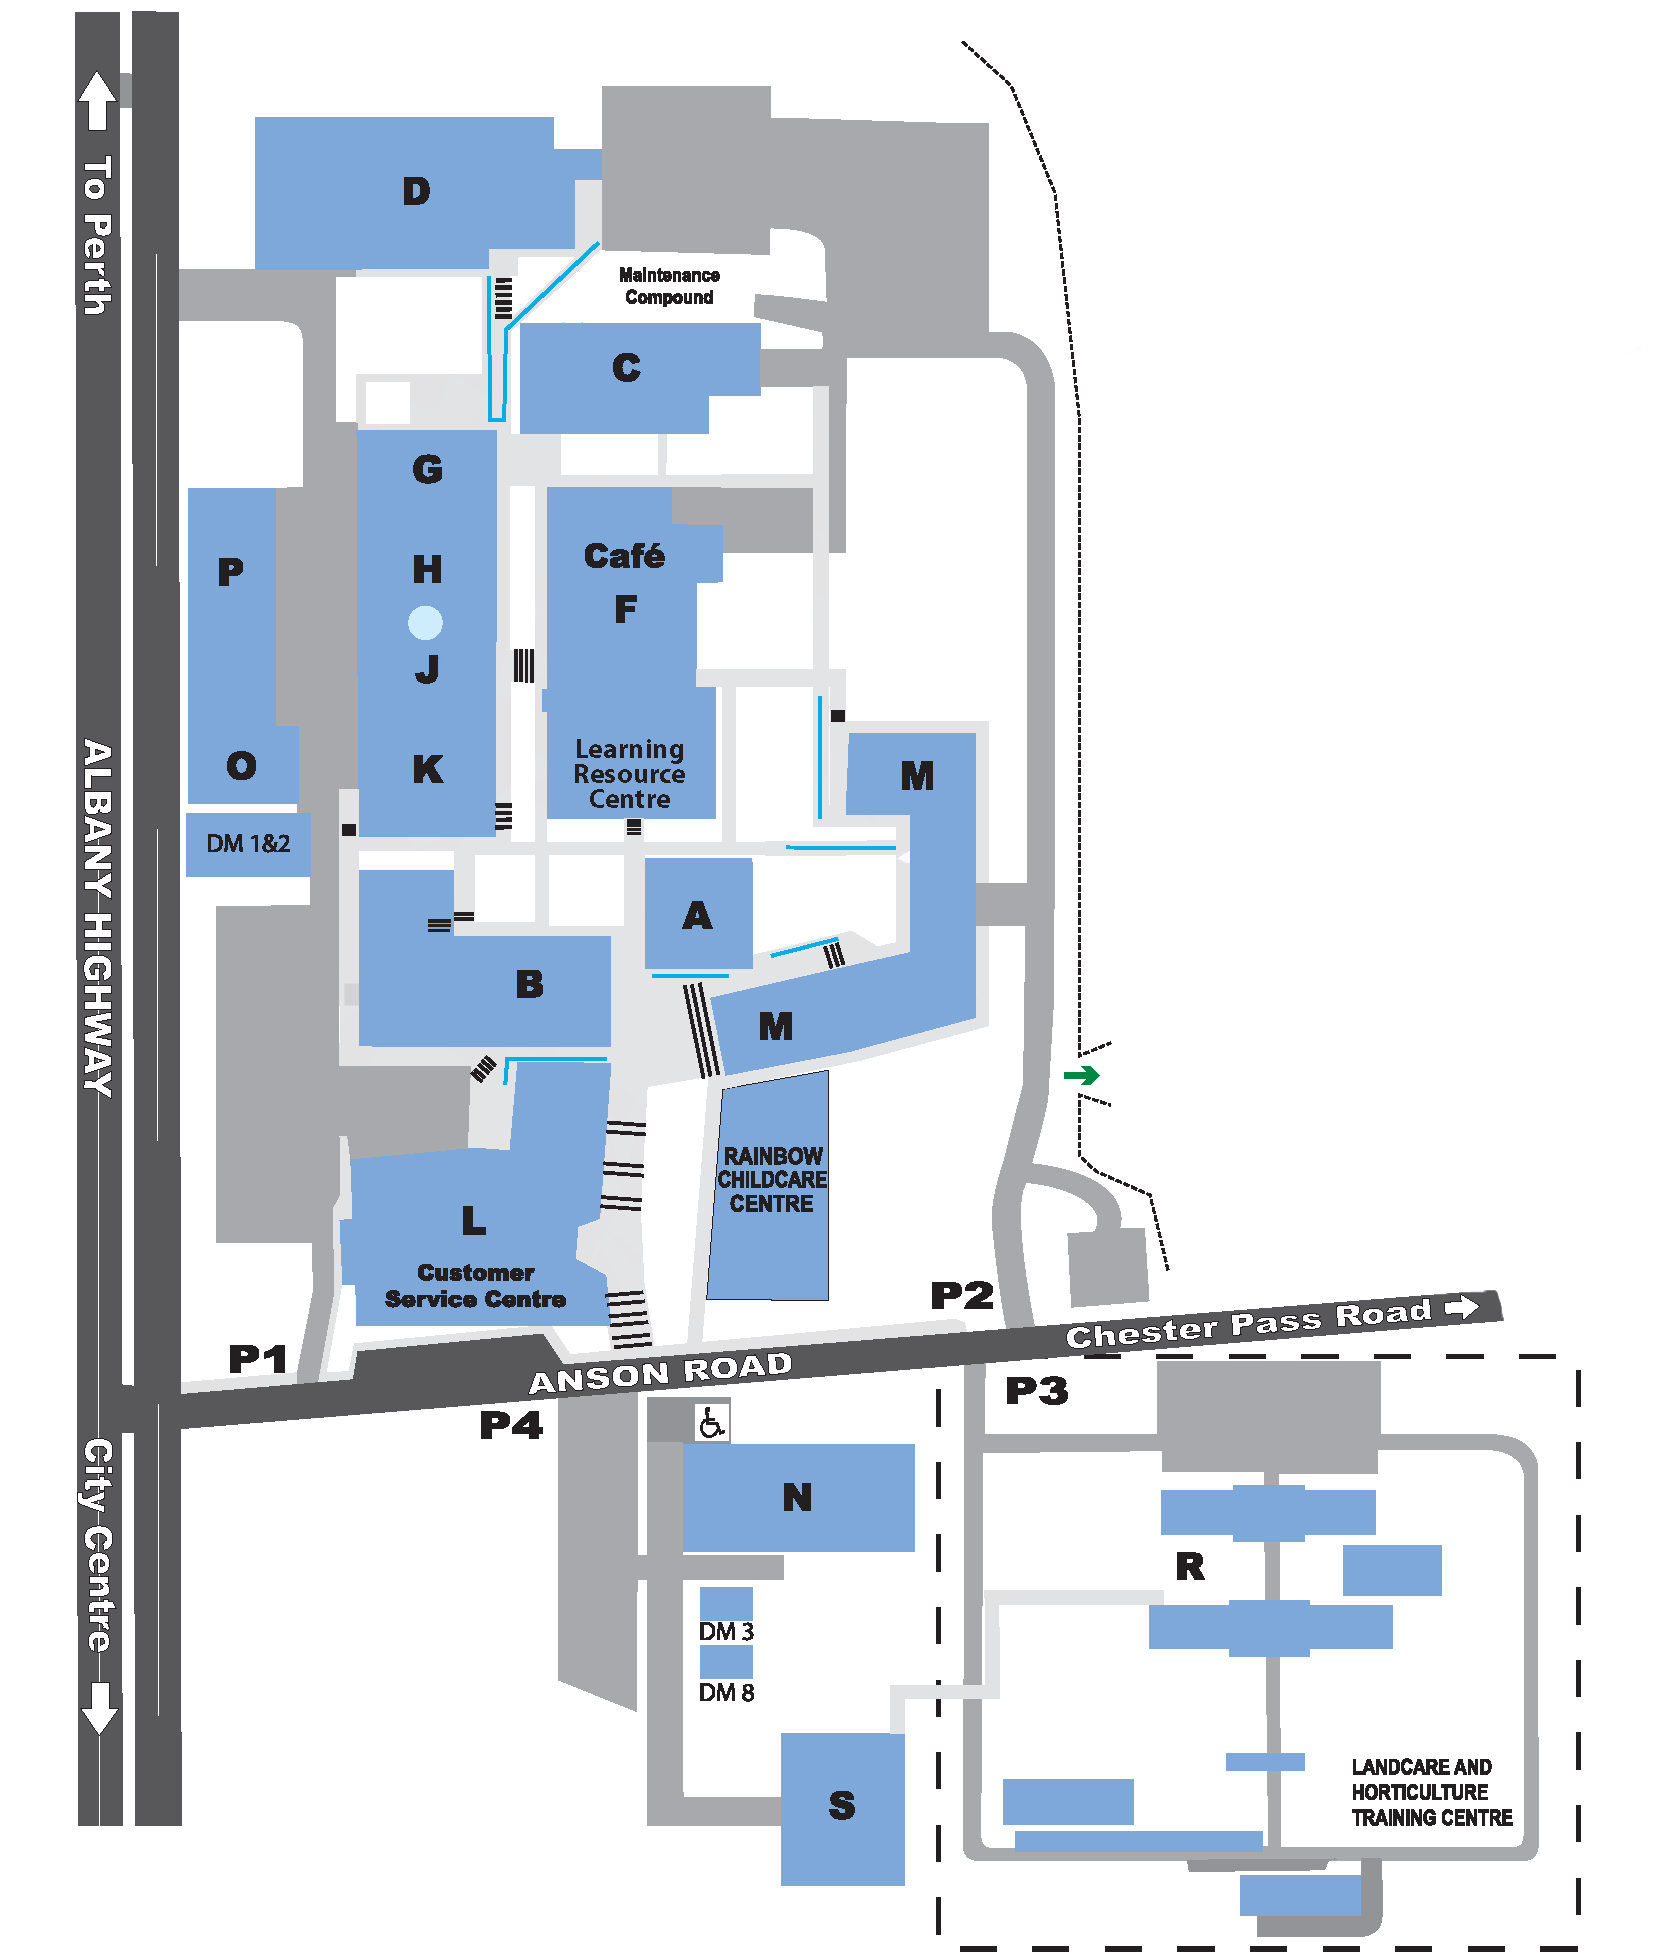 To Perth
D
Maintenance
Compound
C
G
H
J
K
Café
F
Learning
Resource
Centre
P
O
DM 1&2
M
A
B
M
ALBANY HIGHWAY
RAINBOW
CHILDCARE
CENTRE
L
Customer
Service Centre
P2
P1
Chester Pass Road
ANSON ROAD
P3
P4
City Centre
N
R
DM 3
DM 8
S
LANDCARE AND
HORTICULTURE
TRAINING CENTRE